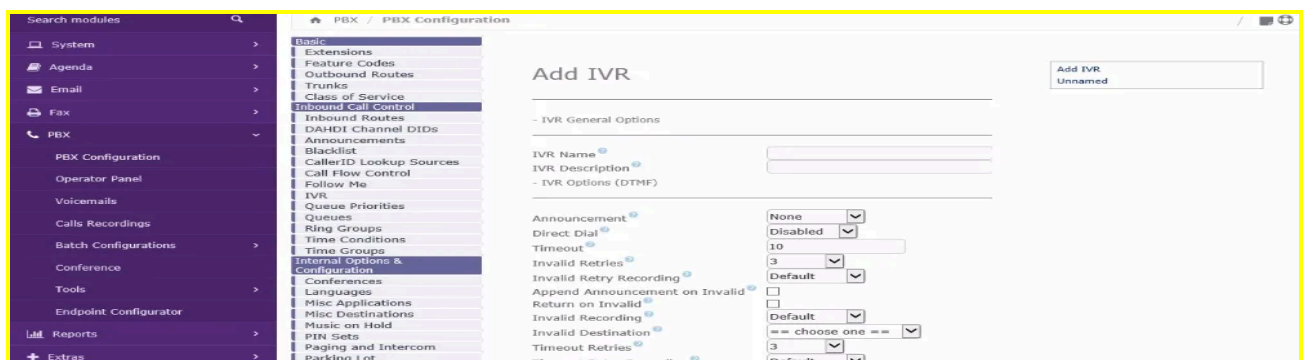 Search modules
System
Agenda
Email
Fax
PBX
PBX Configuration
Operator Panel
Voicemails
Calls Recordings
Batch Configurations
Conference
Tools
Endpoint Configurator
Reports
Extras
PBX / PBX Configuration
/
Basic
Extensions
Feature Codes
Outbound Routes
Trunks
Class of Service
Inbound Call Control
Inbound Routes
DAHDI Channel DIDs
Announcements
Blacklist
CallerID Lookup Sources
Call Flow Control
Follow Me
IVR
Queue Priorities
Queues
Ring Groups
Time Conditions
Time Groups
Internal Options &
Configuration
Conferences
Languages
Misc Applications
Misc Destinations
Music on Hold
PIN Sets
Paging and Intercom
Parking Lot
Add IVR
- IVR General Options
IVR Name
IVR Description
- IVR Options (DTMF)
Announcement None
Direct Dial Disabled
Timeout 10
Invalid Retries 3
Invalid Retry Recording Default
Append Announcement on Invalid
Return on Invalid
Invalid Recording Default
Invalid Destination == choose one ==
Timeout Retries 3
Add IVR
Unnamed